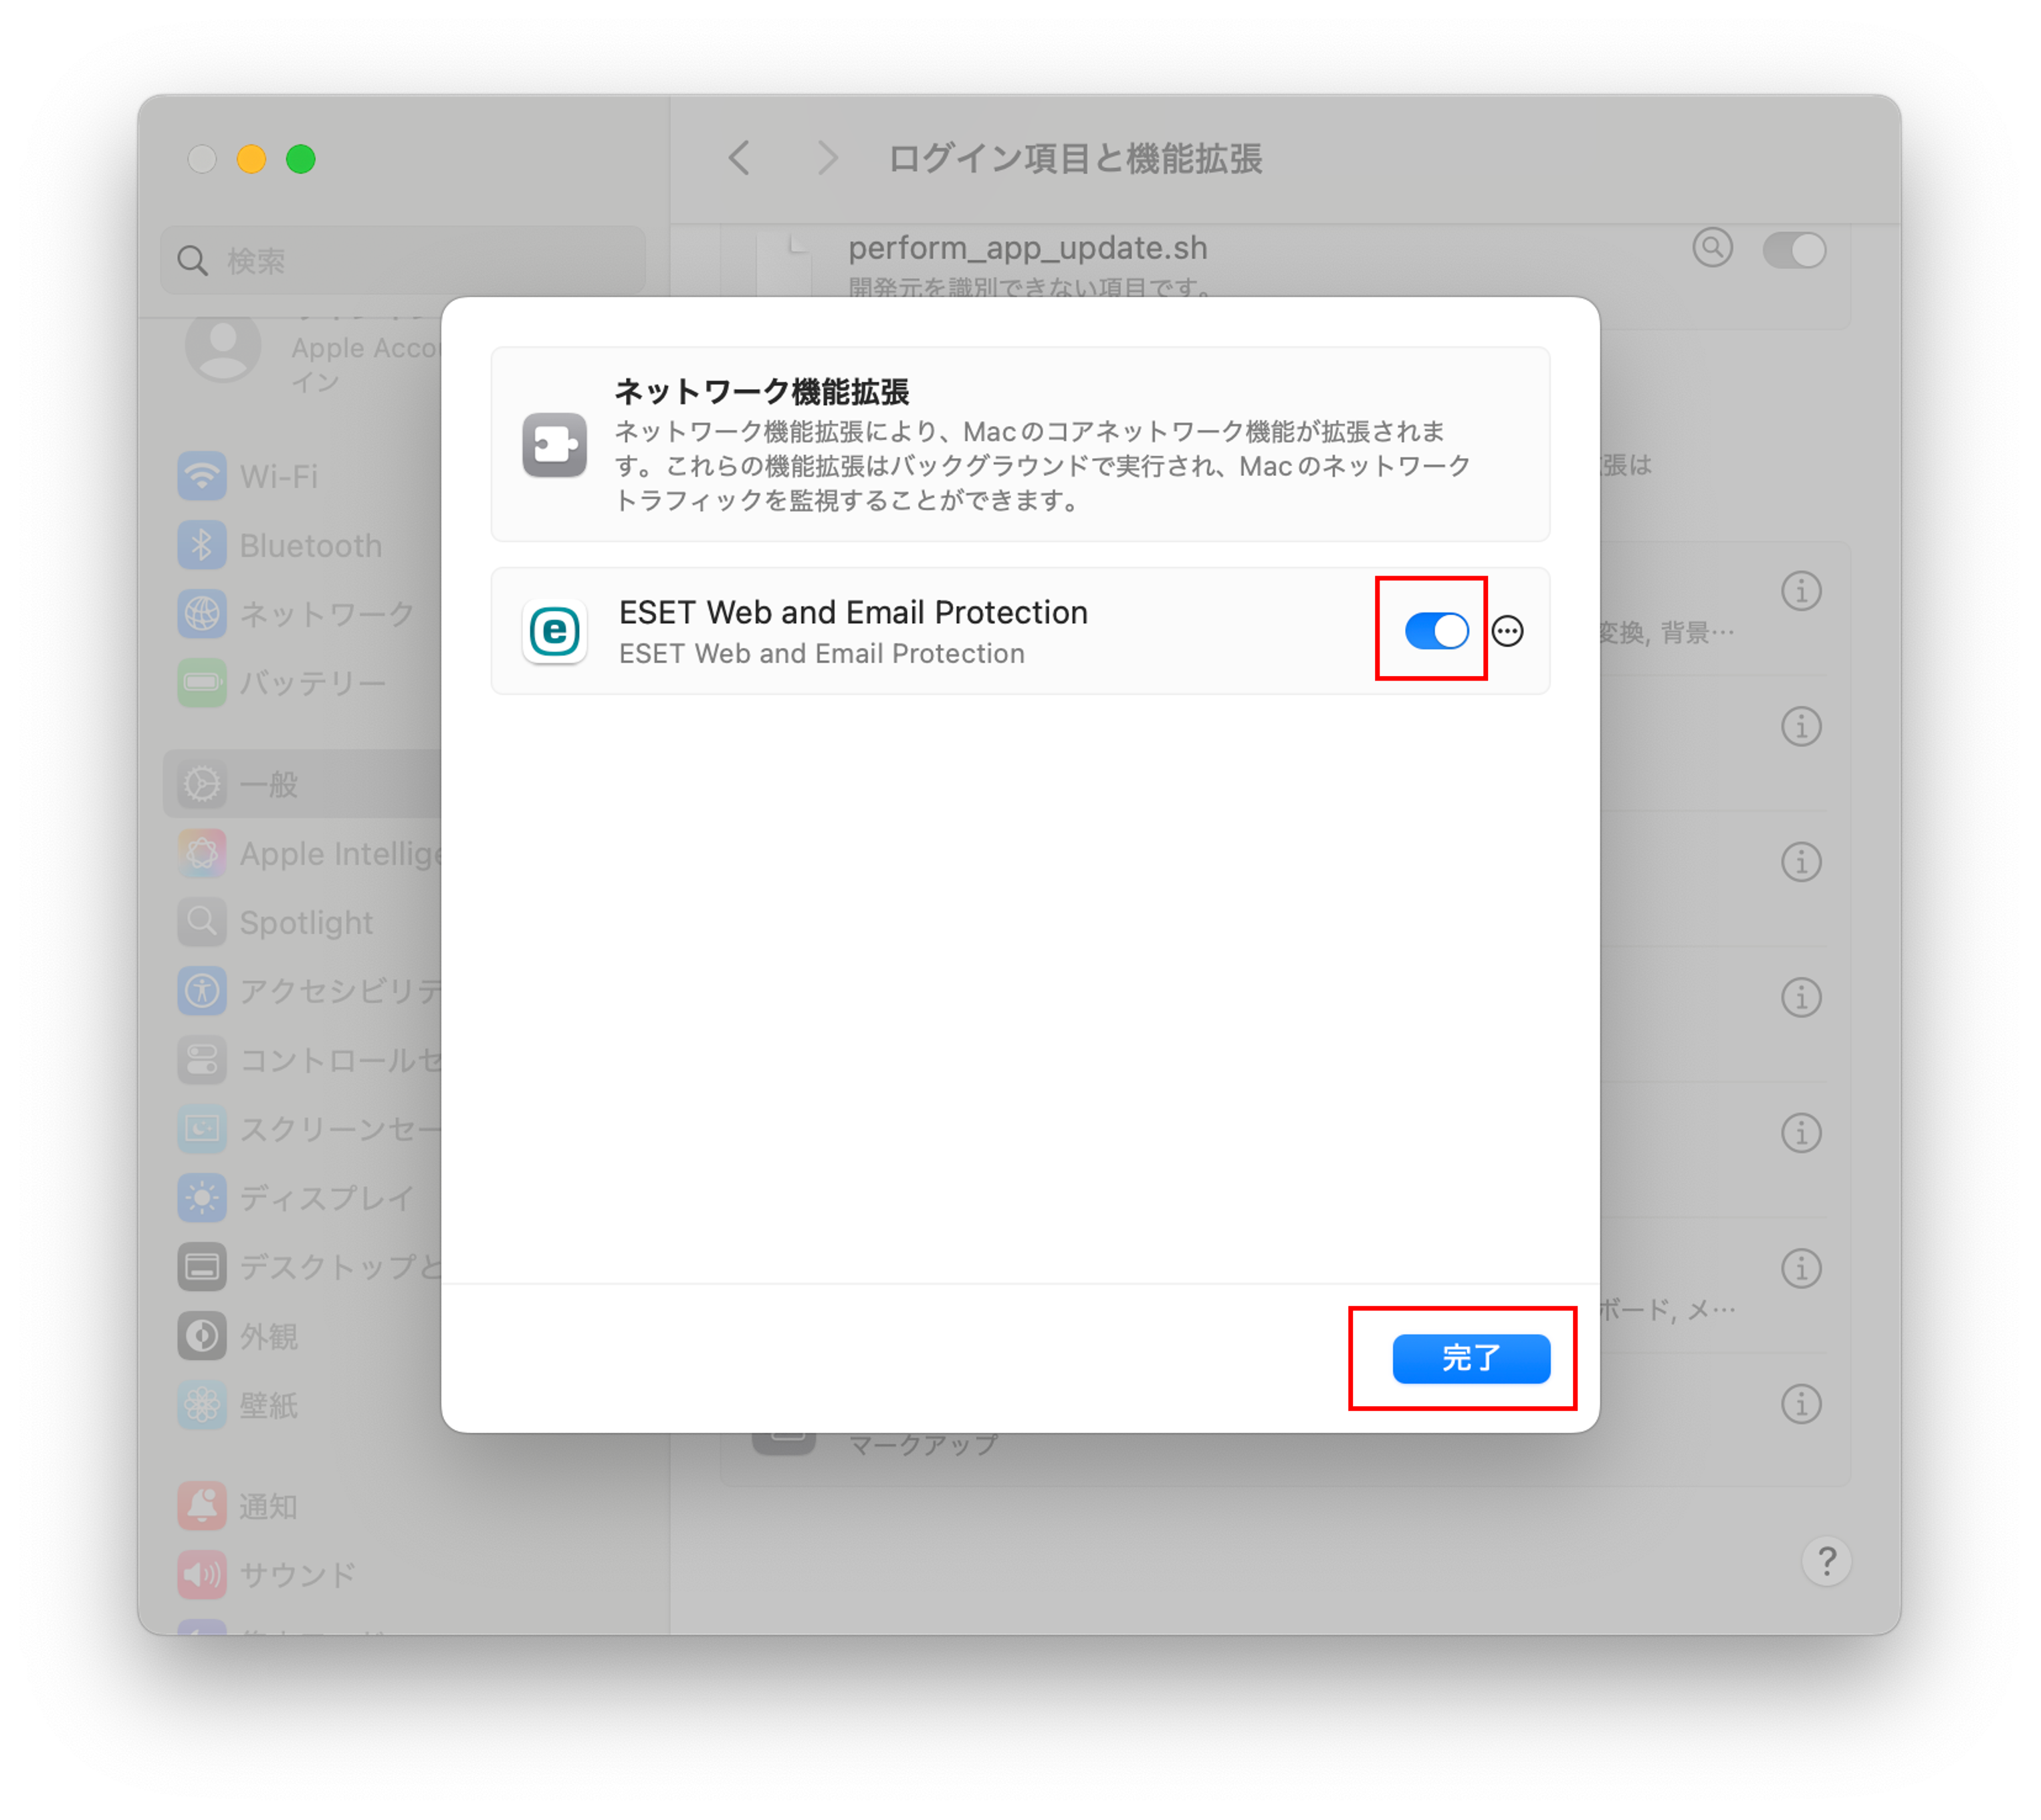 ログイン項目と機能拡張
検索
perform_app_update.sh
開発元を識別できない項目です。
Apple Accou
イン
ネットワーク機能拡張
ネットワーク機能拡張により、Macのコアネットワーク機能が拡張されま
す。これらの機能拡張はバックグラウンドで実行され、Macのネットワーク
トラフィックを監視することができます。
張は
Wi-Fi
Bluetooth
ネットワーク
バッテリー
ESET Web and Email Protection
ESET Web and Email Protection
変換, 背景…
一般
Apple Intellige
Spotlight
アクセシビリテ
コントロールセ
スクリーンセー
ディスプレイ
デスクトップと
外観
壁紙
ボード, メ…
完了
マークアップ
通知
サウンド
?